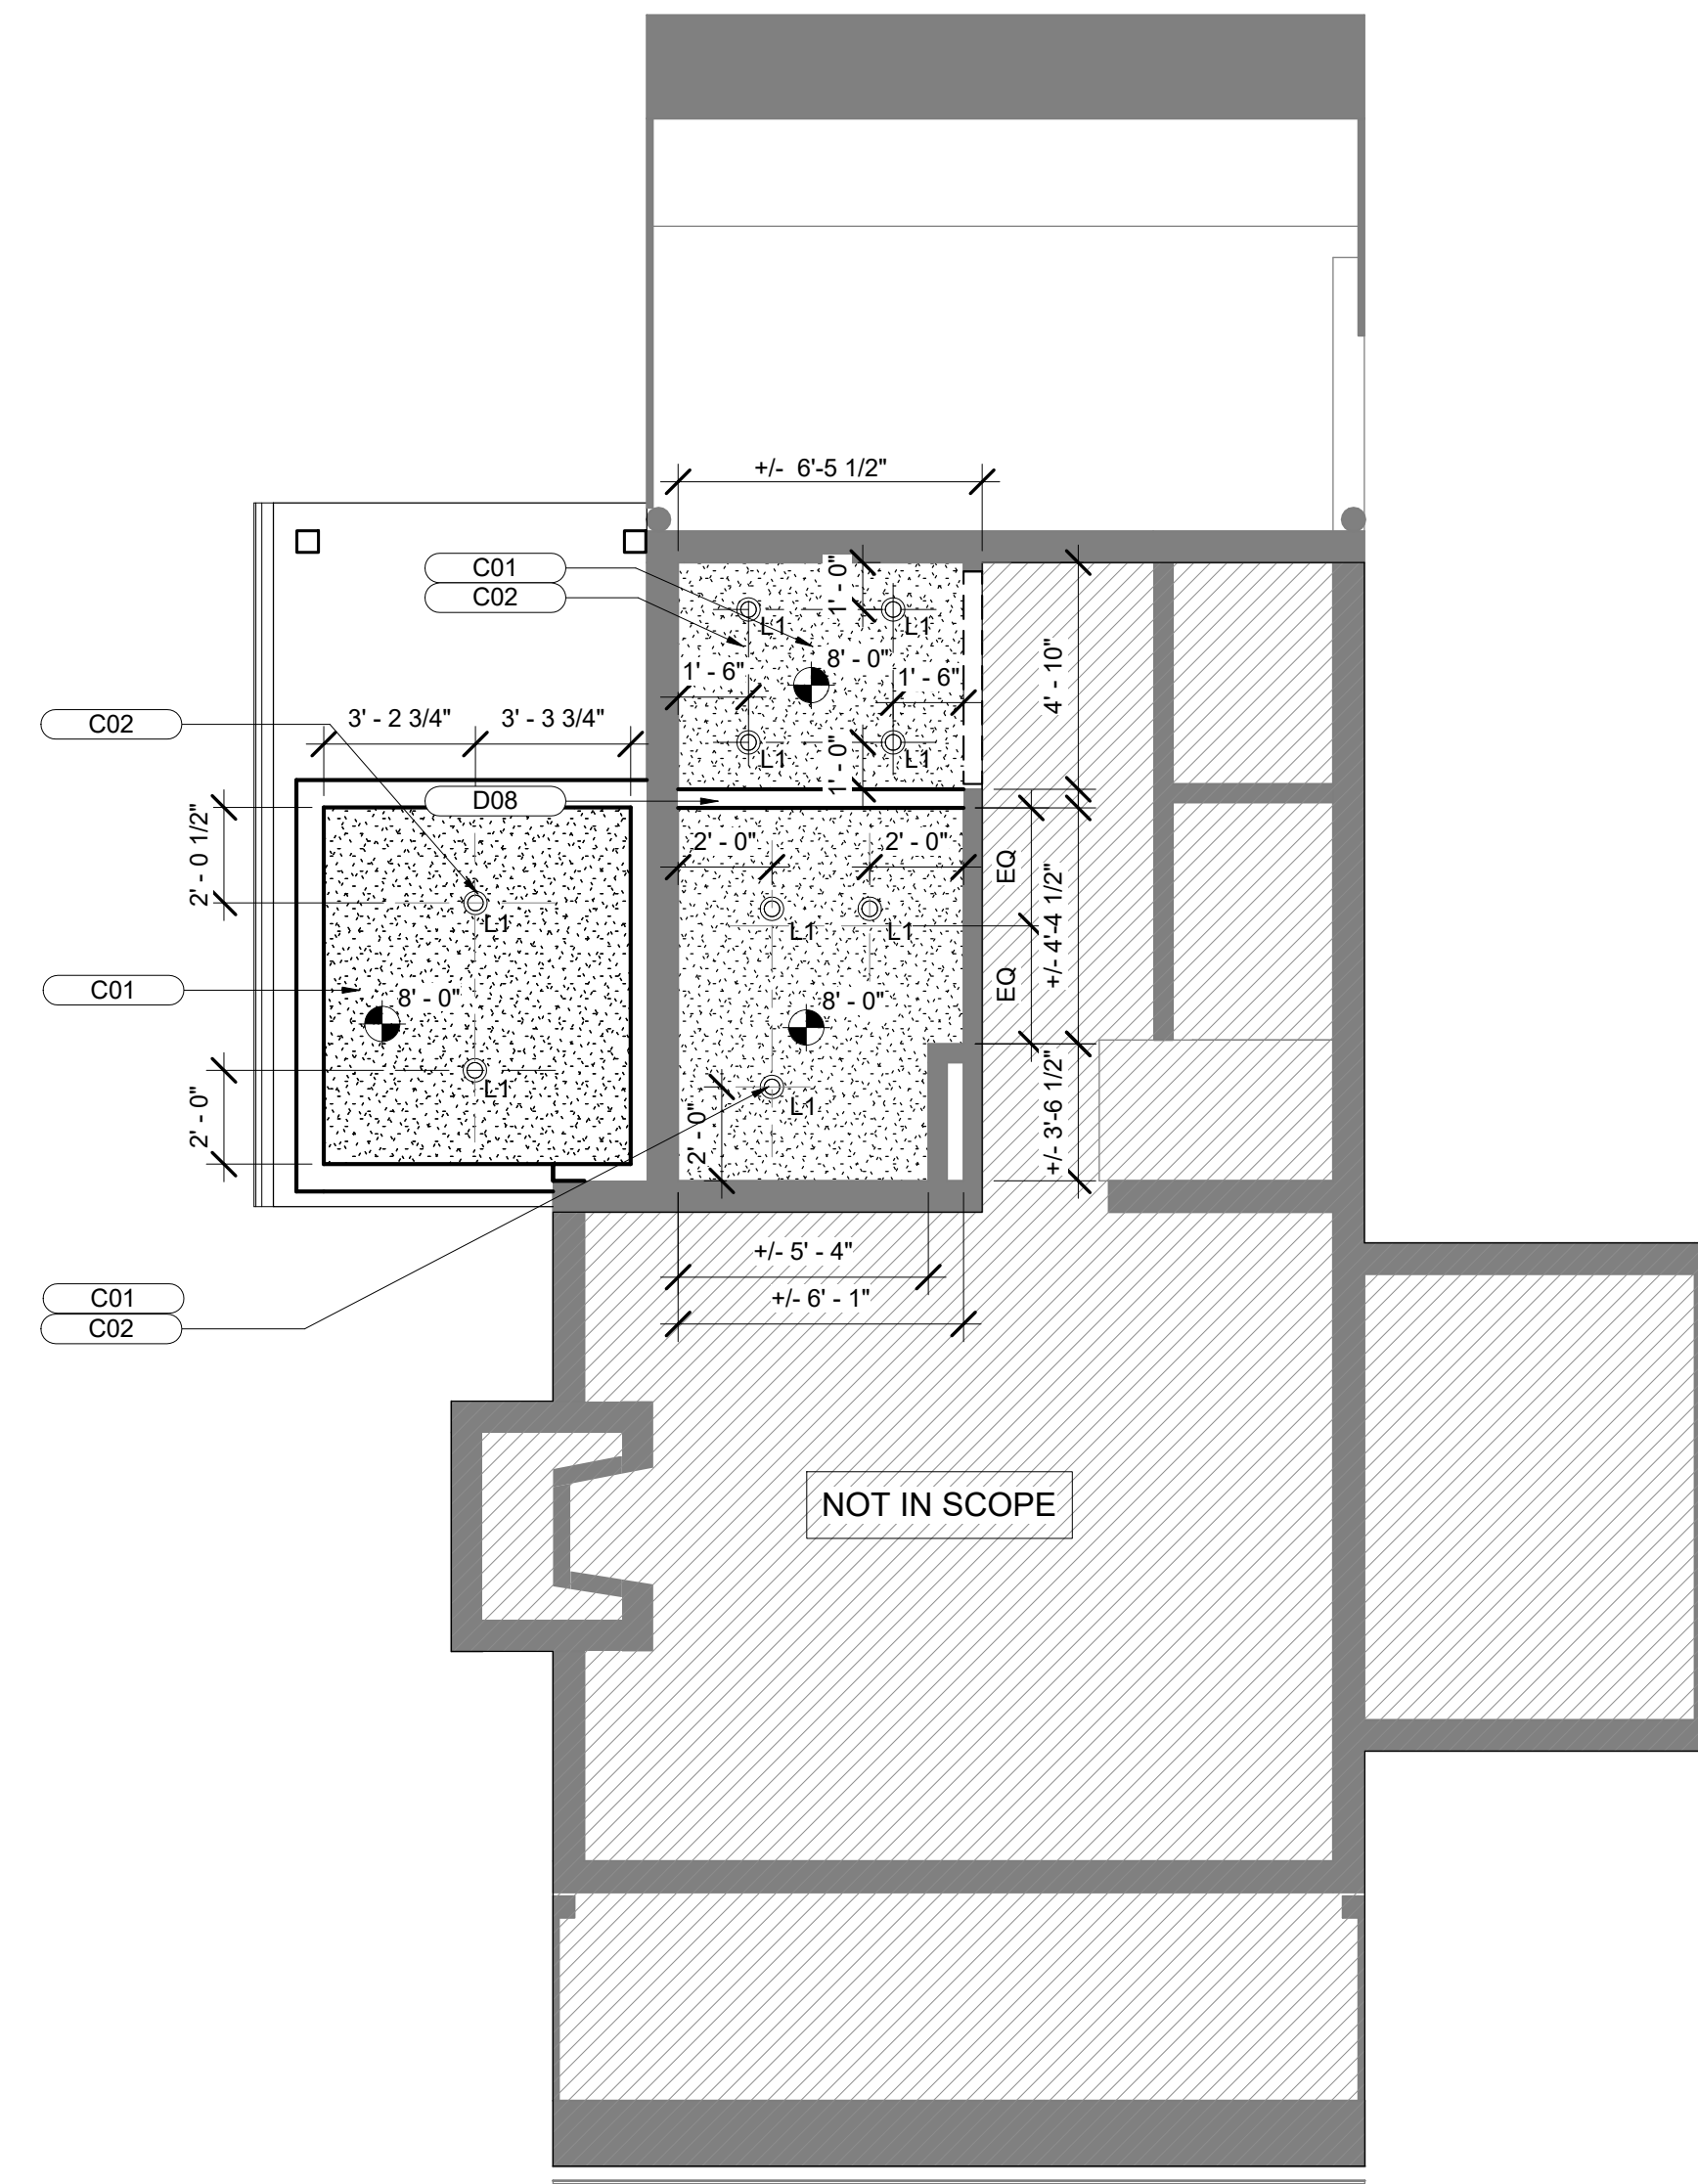 +/- 6'-5 1/2"
C01
C02
1' - 0"
L1
L1
8' - 0"
1' - 6"
1' - 6"
4' - 10"
C02
3' - 2 3/4"
3' - 3 3/4"
1' - 0"
L1
L1
D08
2' - 0 1/2"
2' - 0"
2' - 0"
EQ
+/- 4'-4 1/2"
L1
L1
L1
C01
8' - 0"
8' - 0"
EQ
L1
L1
2' - 0"
2' - 0"
+/- 3'-6 1/2"
+/- 5' - 4"
+/- 6' - 1"
C01
C02
NOT IN SCOPE